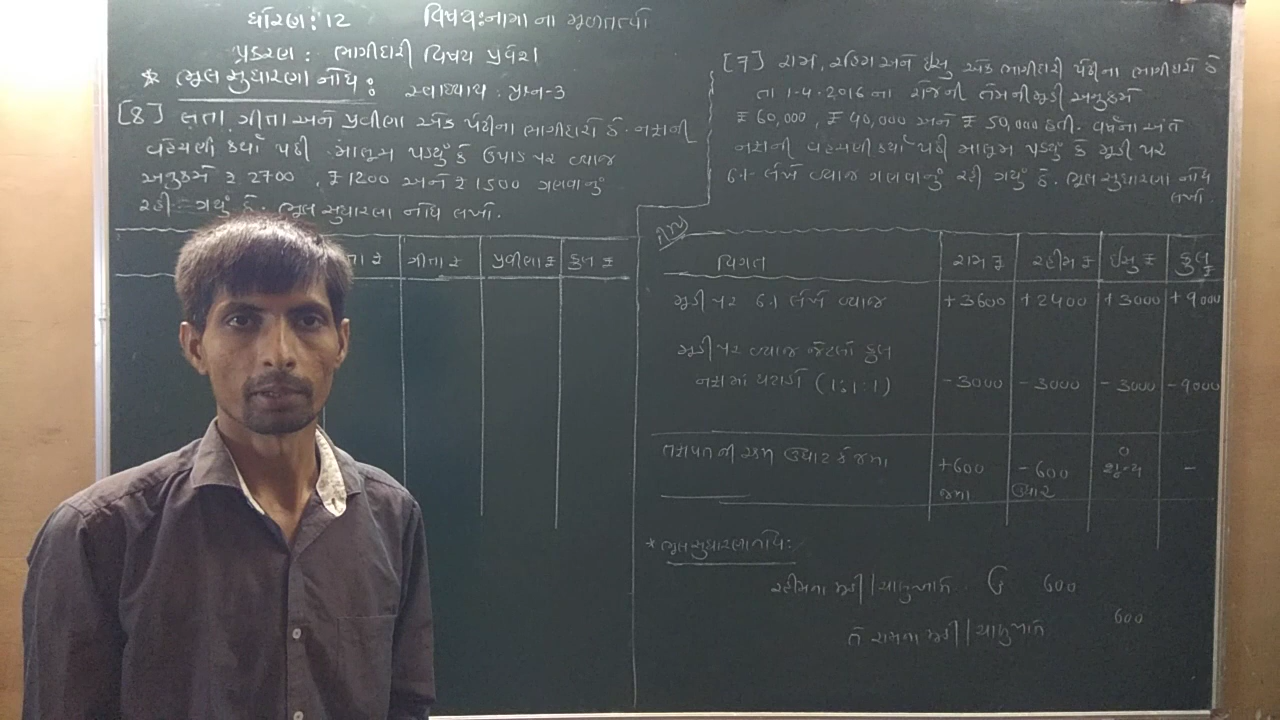 ધોરણ : 12 વિષય : નામા ના મૂળતત્વો
પ્રકરણ : ભાગીદારી વિષય પ્રવેશ
* ભૂલ સુધારણા નોંધ : સ્વાધ્યાય : પ્રશ્ન-3
[8] લતા, ગીતા અને પ્રવીણા એક પેઢીના ભાગીદારો છે. નફાની
વહેંચણી કર્યા પછી માલૂમ પડ્યું કે ઉપાડ પર વ્યાજ
અનુક્રમે ₹ 2700, ₹ 1200 અને ₹ 1500 ગણવાનું
રહી ગયું છે. ભૂલ સુધારણા નોંધ લખો.
ગીતા ₹ પ્રવીણા ₹ કુલ ₹
[7] રામ, રહિમ અને ઇસુ એક ભાગીદારી પેઢીના ભાગીદારો છે
તા 1-4-2016 ના રોજની તેમની મૂડી અનુક્રમે
₹ 60,000, ₹ 40,000 અને ₹ 50,000 હતી. વર્ષના અંતે
નફાની વહેંચણી કર્યા પછી માલૂમ પડ્યું કે મૂડી પર
6% લેખે વ્યાજ ગણવાનું રહી ગયું છે. ભૂલ સુધારણા નોંધ
લખો.
વિગત રામ ₹ રહીમ ₹ ઇસુ ₹ કુલ ₹
મૂડી પર 6% લેખે વ્યાજ +3600 +2400 +3000 +9000
મૂડી પર વ્યાજ જેટલો કુલ
નફામાં ઘટાડો (1:1:1) -3000 -3000 -3000 -9000
તફાવતની રકમ ઉધાર કે જમા +600 -600 0 -
જમા ઉધાર શૂન્ય
* ભૂલ સુધારણા નોંધ :
રહીમના મૂડી/ચાલુ ખાતે ઉ 600
તે રામના મૂડી/ચાલુ ખાતે 600